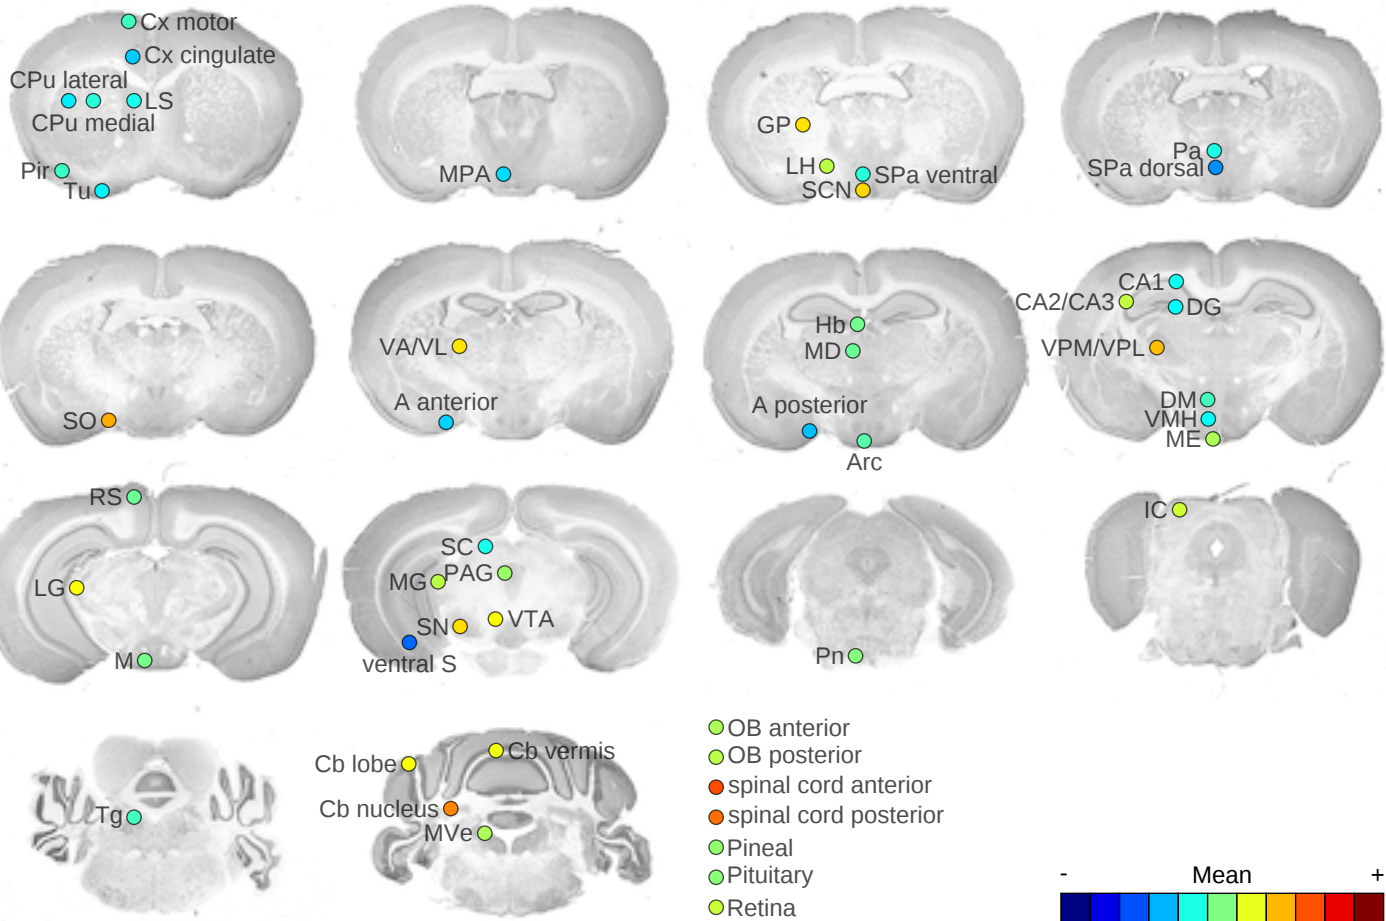 Cx motor
Cx cingulate
CPu lateral
LS
CPu medial
Pir
Tu
MPA
GP
LH
SPa ventral
SCN
Pa
SPa dorsal
SO
VA/VL
A anterior
Hb
MD
A posterior
Arc
CA1
CA2/CA3
DG
VPM/VPL
DM
VMH
ME
RS
LG
M
SC
PAG
MG
SN
VTA
ventral S
Pn
IC
Tg
Cb vermis
Cb lobe
Cb nucleus
MVe
OB anterior
OB posterior
spinal cord anterior
spinal cord posterior
Pineal
Pituitary
Retina
- Mean +